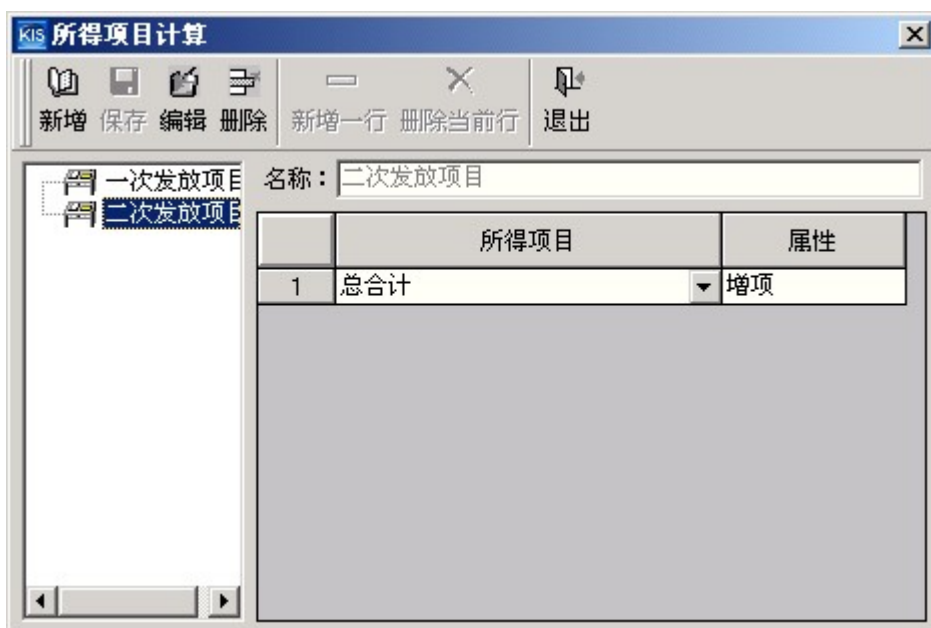 KIS 所得项目计算
新增 保存 编辑 删除 新增一行 删除当前行 退出
一次发放项目
二次发放项目
名称：二次发放项目
所得项目 属性
1 总合计 增项